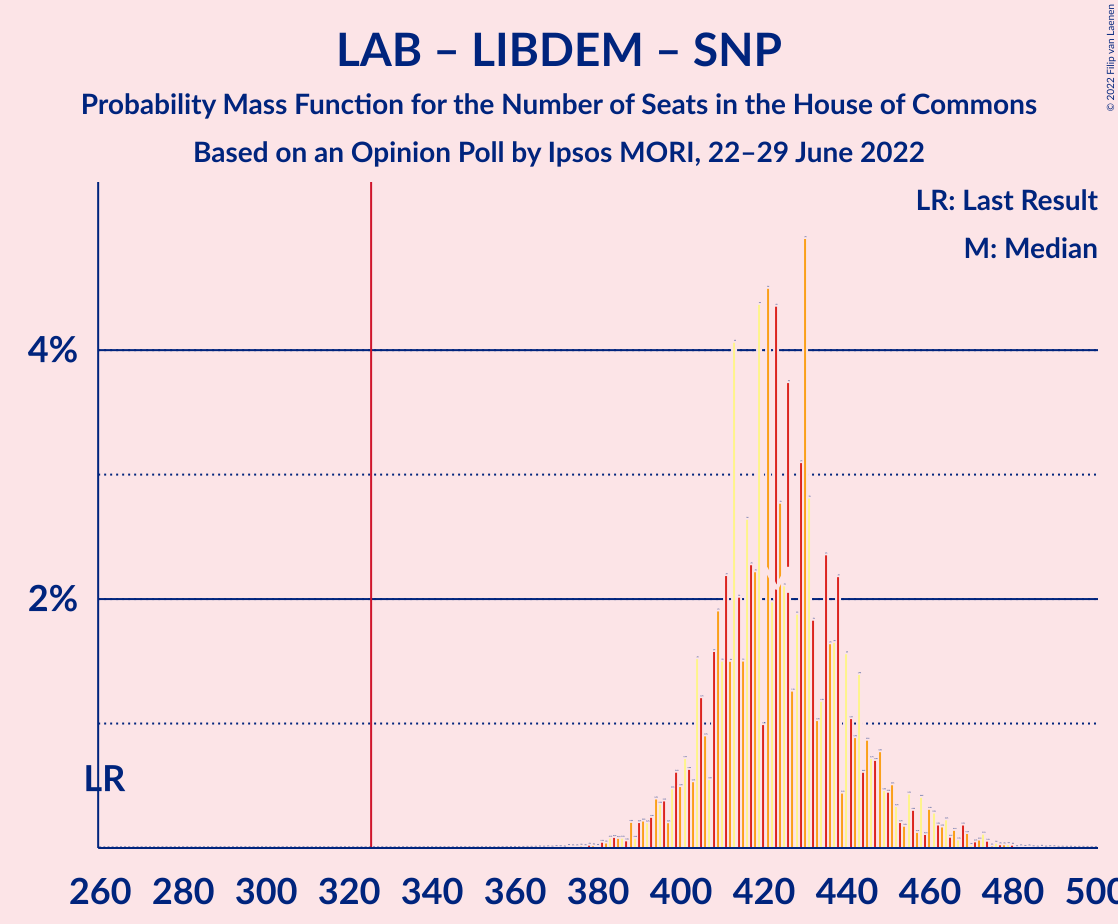 LAB – LIBDEM – SNP
Probability Mass Function for the Number of Seats in the House of Commons
Based on an Opinion Poll by Ipsos MORI, 22–29 June 2022
© 2022 Filip van Laenen
LR: Last Result
M: Median
4%
2%
LR
M
260 280 300 320 340 360 380 400 420 440 460 480 500